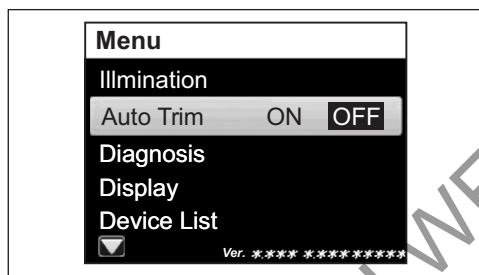 Menu
Illmination
Auto Trim ON OFF
Diagnosis
Display
Device List
Ver. *.*** *.*** *****